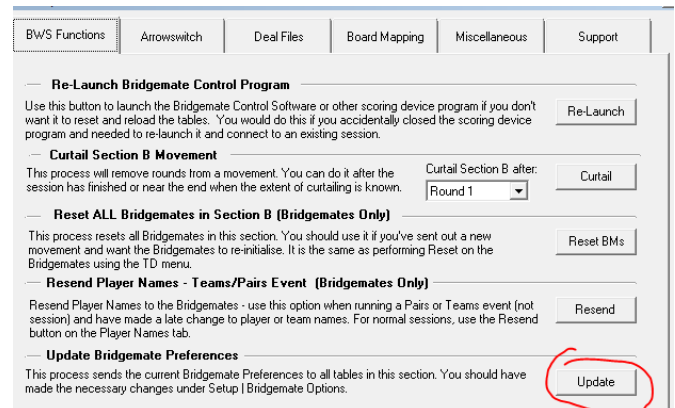 BWS Functions Arrowswitch Deal Files Board Mapping Miscellaneous Support
Re-Launch Bridgemate Control Program
Use this button to launch the Bridgemate Control Software or other scoring device program if you don't
want it to reset and reload the tables. You would do this if you accidentally closed the scoring device
program and needed to re-launch it and connect to an existing session.
Re-Launch
Curtail Section B Movement
This process will remove rounds from a movement. You can do it after the
session has finished or near the end when the extent of curtailing is known.
Curtail Section B after:
Round 1
Curtail
Reset ALL Bridgemates in Section B (Bridgemates Only)
This process resets all Bridgemates in this section. You should use it if you've sent out a new
movement and want the Bridgemates to re-initialise. It is the same as performing Reset on the
Bridgemates using the TD menu.
Reset BMs
Resend Player Names - Teams/Pairs Event (Bridgemates Only)
Resend Player Names to the Bridgemates - use this option when running a Pairs or Teams event (not
session) and have made a late change to player or team names. For normal sessions, use the Resend
button on the Player Names tab.
Resend
Update Bridgemate Preferences
This process sends the current Bridgemate Preferences to all tables in this section. You should have
made the necessary changes under Setup | Bridgemate Options.
Update